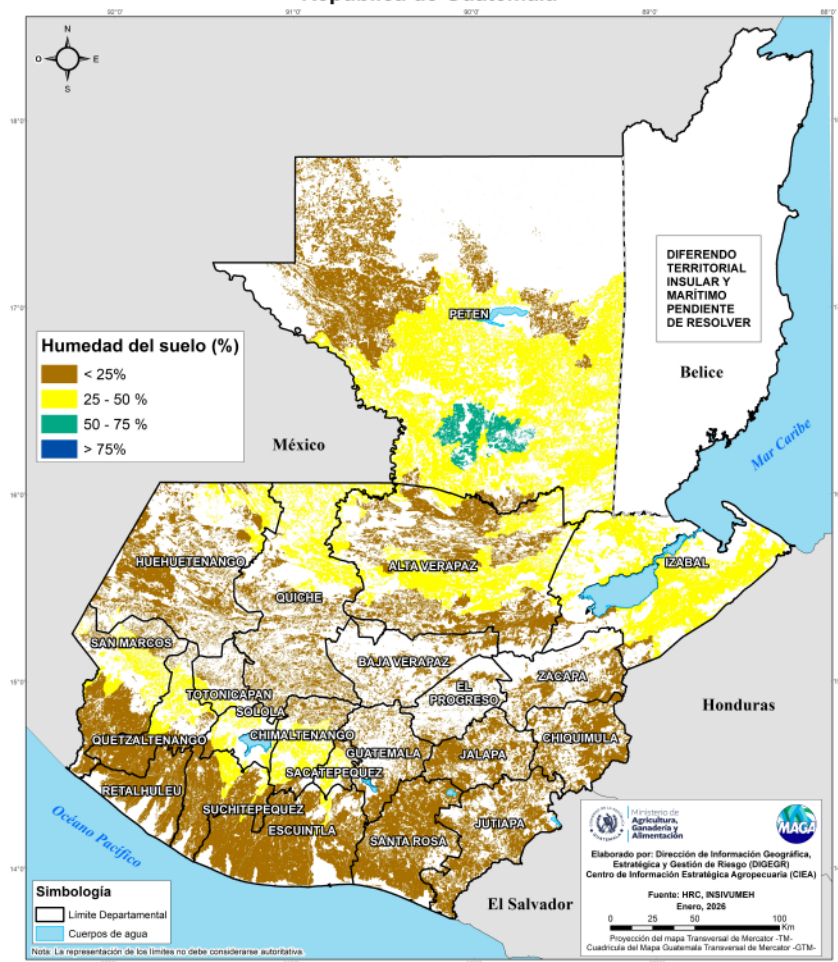 República de Guatemala
92°0'
91°0'
90°0'
89°0'
88°0'
N
O
E
S
18°0'
17°0'
16°0'
15°0'
14°0'
DIFERENDO
TERRITORIAL
INSULAR Y
MARÍTIMO
PENDIENTE
DE RESOLVER
PETEN
Humedad del suelo (%)
< 25%
25 - 50 %
50 - 75 %
> 75%
Belice
México
Mar Caribe
HUEHUETENANGO
ALTA VERAPAZ
IZABAL
QUICHE
SAN MARCOS
BAJA VERAPAZ
ZACAPA
TOTONICAPAN
EL
PROGRESO
SOLOLA
Honduras
QUETZALTENANGO
CHIMALTENANGO
GUATEMALA
JALAPA
CHIQUIMULA
SACATEPEQUEZ
RETALHULEU
SUCHITEPEQUEZ
ESCUINTLA
SANTA ROSA
JUTIAPA
Océano Pacífico
El Salvador
Simbología
Límite Departamental
Cuerpos de agua
Nota: La representación de los límites no debe considerarse autoritativa.
Ministerio de
Agricultura,
Ganadería y
Alimentación
MAGA
Elaborado por: Dirección de Información Geográfica,
Estratégica y Gestión de Riesgo (DIGEGR)
Centro de Información Estratégica Agropecuaria (CIEA)
Fuente: HRC, INSIVUMEH
Enero, 2026
0 25 50 100
Km
Proyección del mapa Transversal de Mercator -TM-
Cuadrícula del Mapa Guatemala Transversal de Mercator -GTM-